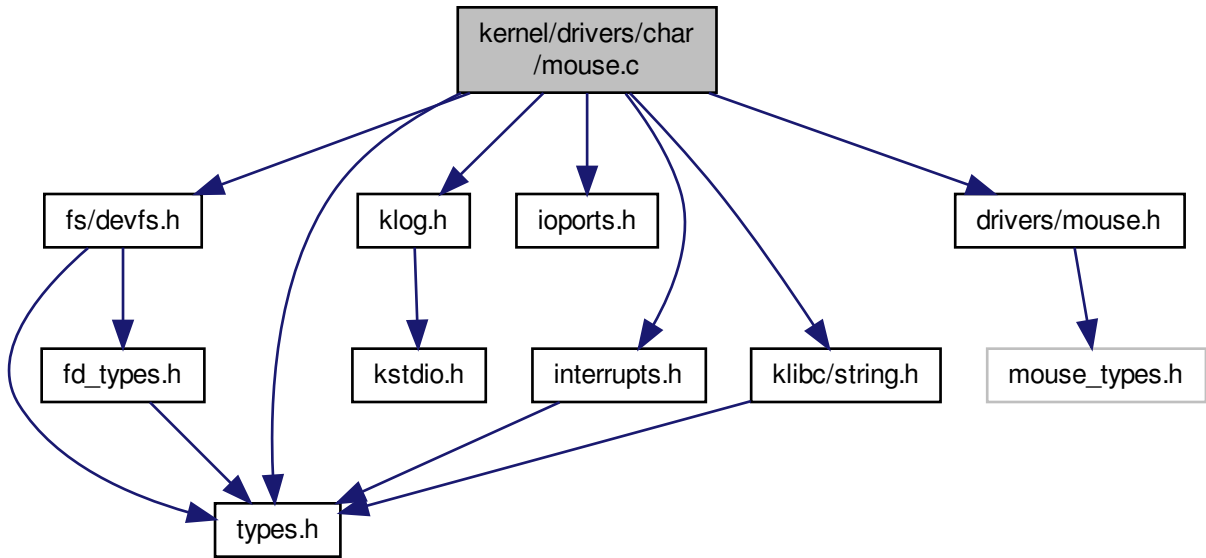 kernel/drivers/char
/mouse.c
fs/devfs.h
klog.h
ioports.h
drivers/mouse.h
fd_types.h
kstdio.h
interrupts.h
klibc/string.h
mouse_types.h
types.h